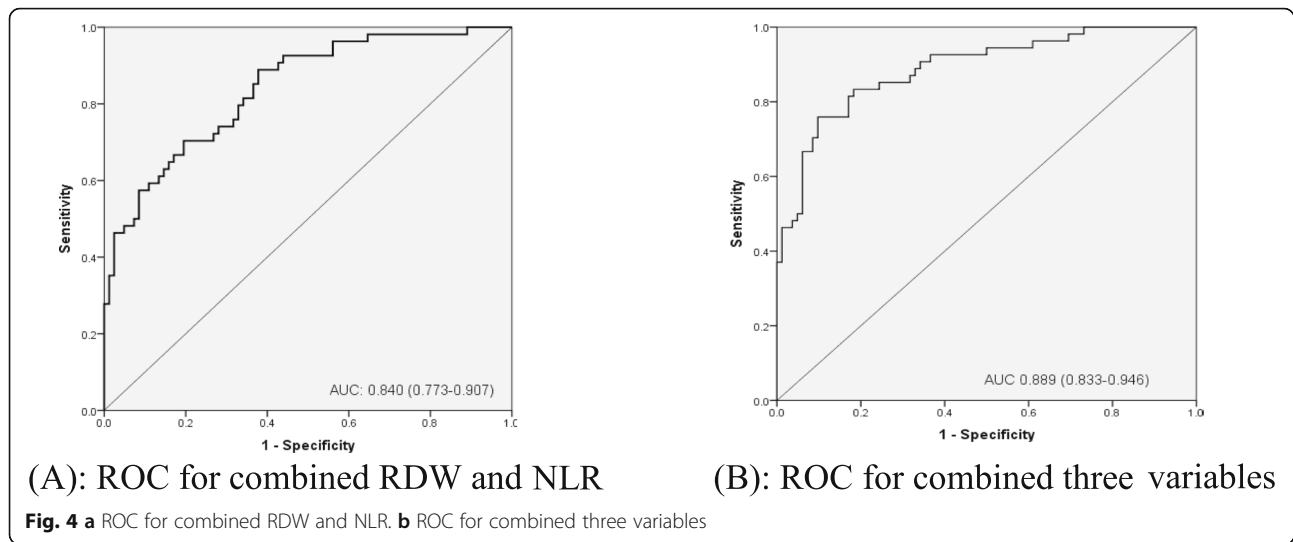 1.0
0.8
0.6
0.4
0.2
0.0
Sensitivity
0.0 0.2 0.4 0.6 0.8 1.0
1 - Specificity
AUC: 0.840 (0.773-0.907)
(A): ROC for combined RDW and NLR
1.0
0.8
0.6
0.4
0.2
0.0
Sensitivity
0.0 0.2 0.4 0.6 0.8 1.0
1 - Specificity
AUC 0.889 (0.833-0.946)
(B): ROC for combined three variables
Fig. 4 a ROC for combined RDW and NLR. b ROC for combined three variables